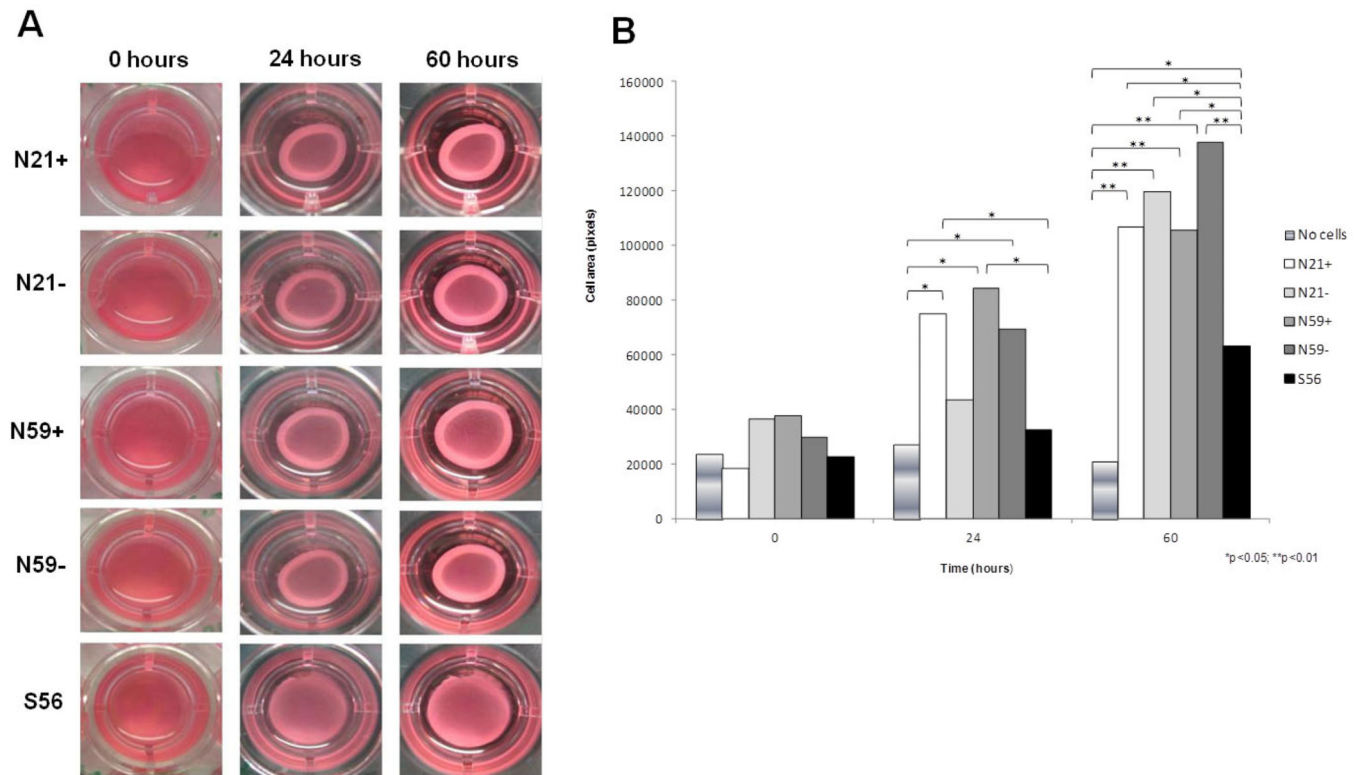 A
0 hours 24 hours 60 hours
N21+
N21-
N59+
N59-
S56
B
Cell area (pixels)
160000
140000
120000
100000
80000
60000
40000
20000
0
* * * *
* * * * ** ** ** ** **
0 24 60
Time (hours)
*p<0.05; **p<0.01
No cells
N21+
N21-
N59+
N59-
S56